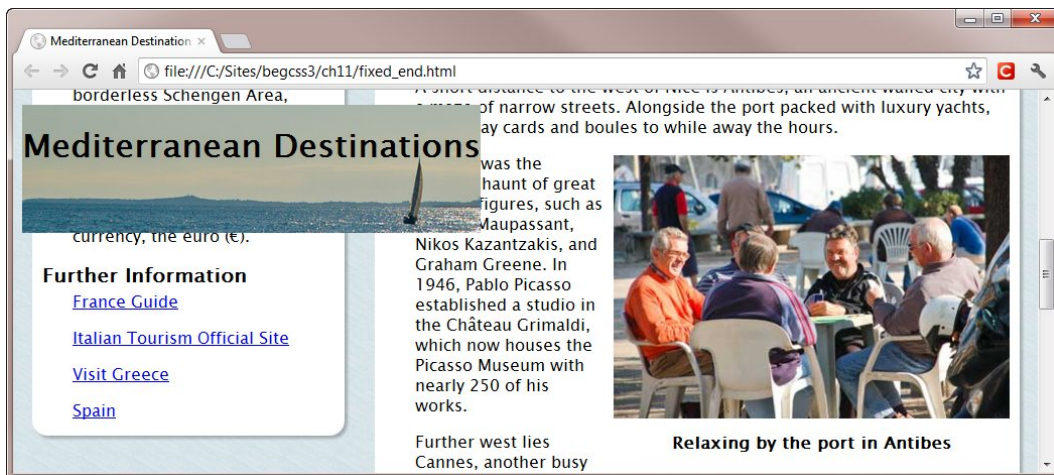 Mediterranean Destination
file:///C:/Sites/begcss3/ch11/fixed_end.html
borderless Schengen Area,
Mediterranean Destinations
currency, the euro (€).
Further Information
France Guide
Italian Tourism Official Site
Visit Greece
Spain
A short distance to the west of Nice is Antibes, an ancient walled city with
a maze of narrow streets. Alongside the port packed with luxury yachts,
ay cards and boules to while away the hours.
was the
haunt of great
figures, such as
Maupassant,
Nikos Kazantzakis, and
Graham Greene. In
1946, Pablo Picasso
established a studio in
the Château Grimaldi,
which now houses the
Picasso Museum with
nearly 250 of his
works.
Further west lies
Cannes, another busy
Relaxing by the port in Antibes